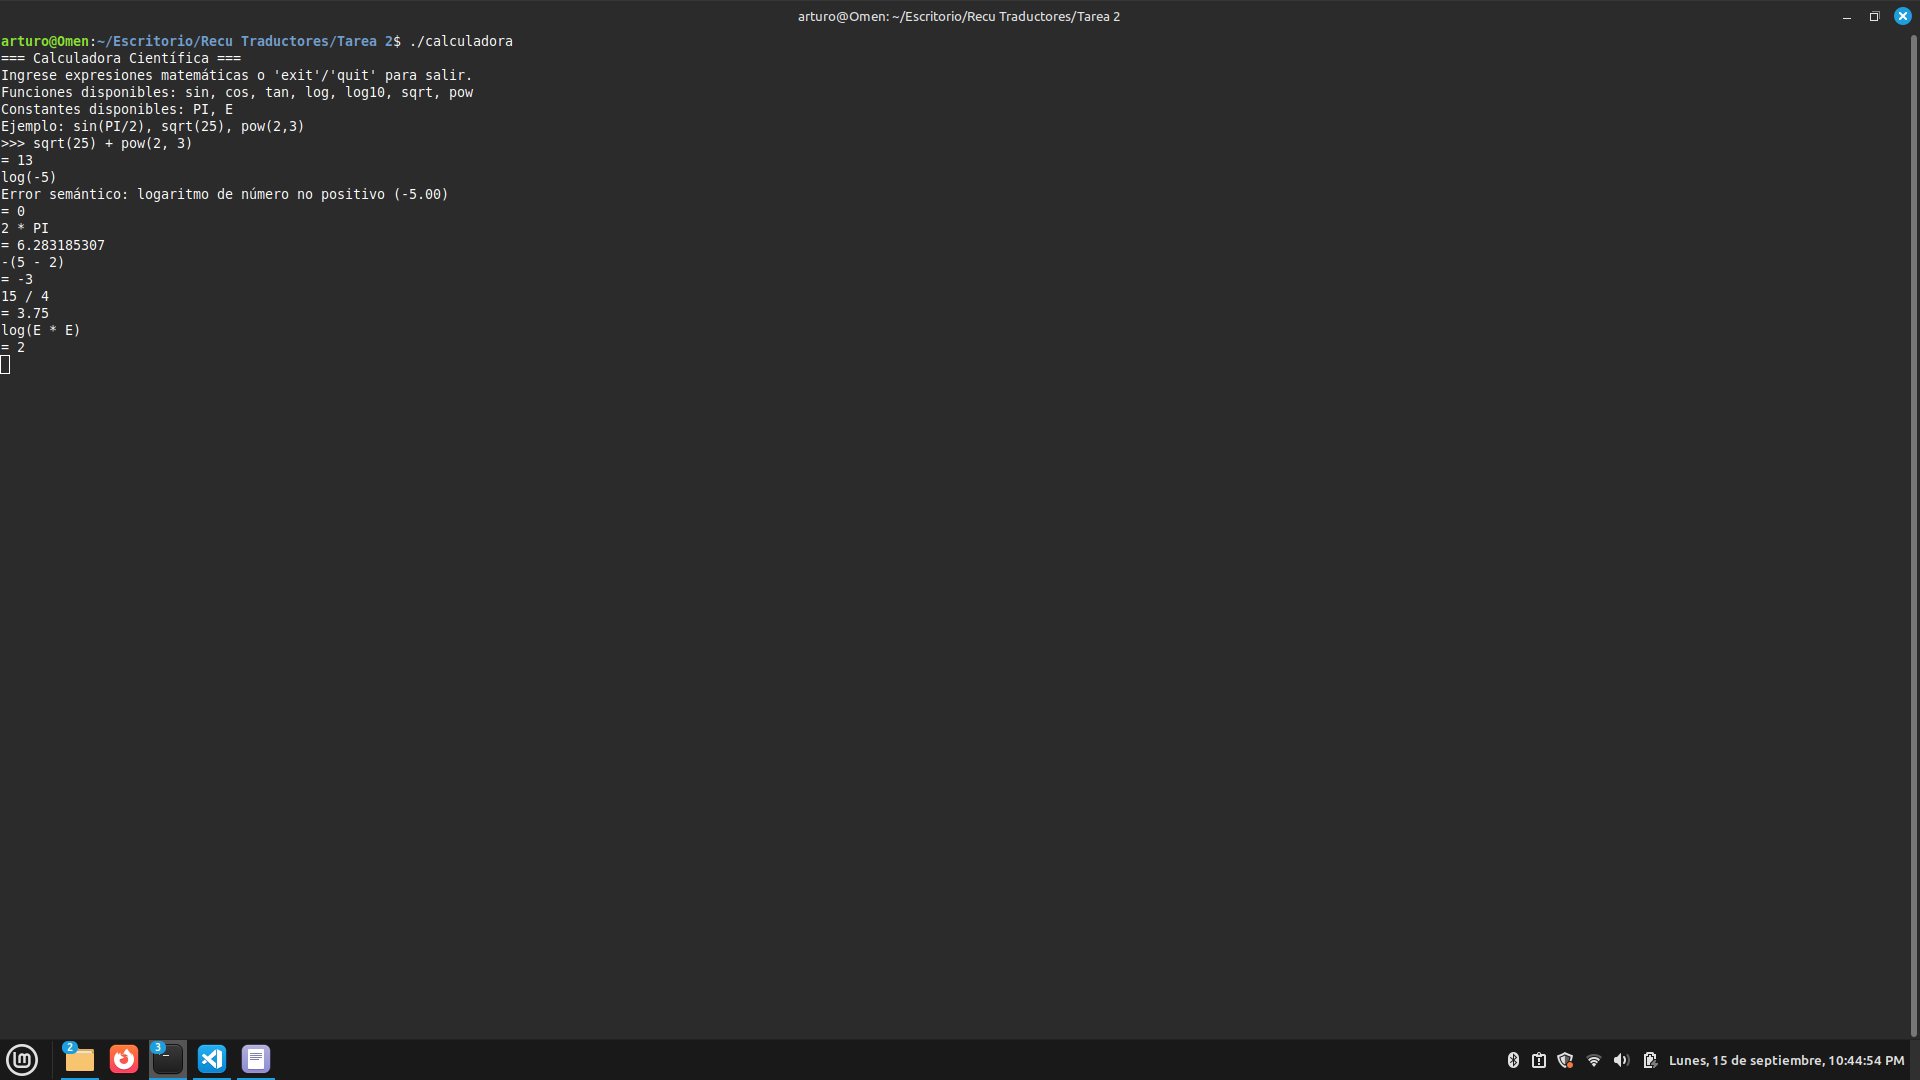 arturo@Omen: ~/Escritorio/Recu Traductores/Tarea 2
arturo@Omen:~/Escritorio/Recu Traductores/Tarea 2$ ./calculadora
=== Calculadora Científica ===
Ingrese expresiones matemáticas o 'exit'/'quit' para salir.
Funciones disponibles: sin, cos, tan, log, log10, sqrt, pow
Constantes disponibles: PI, E
Ejemplo: sin(PI/2), sqrt(25), pow(2,3)
>>> sqrt(25) + pow(2, 3)
= 13
log(-5)
Error semántico: logaritmo de número no positivo (-5.00)
= 0
2 * PI
= 6.283185307
-(5 - 2)
= -3
15 / 4
= 3.75
log(E * E)
= 2
2
3
Lunes, 15 de septiembre, 10:44:54 PM